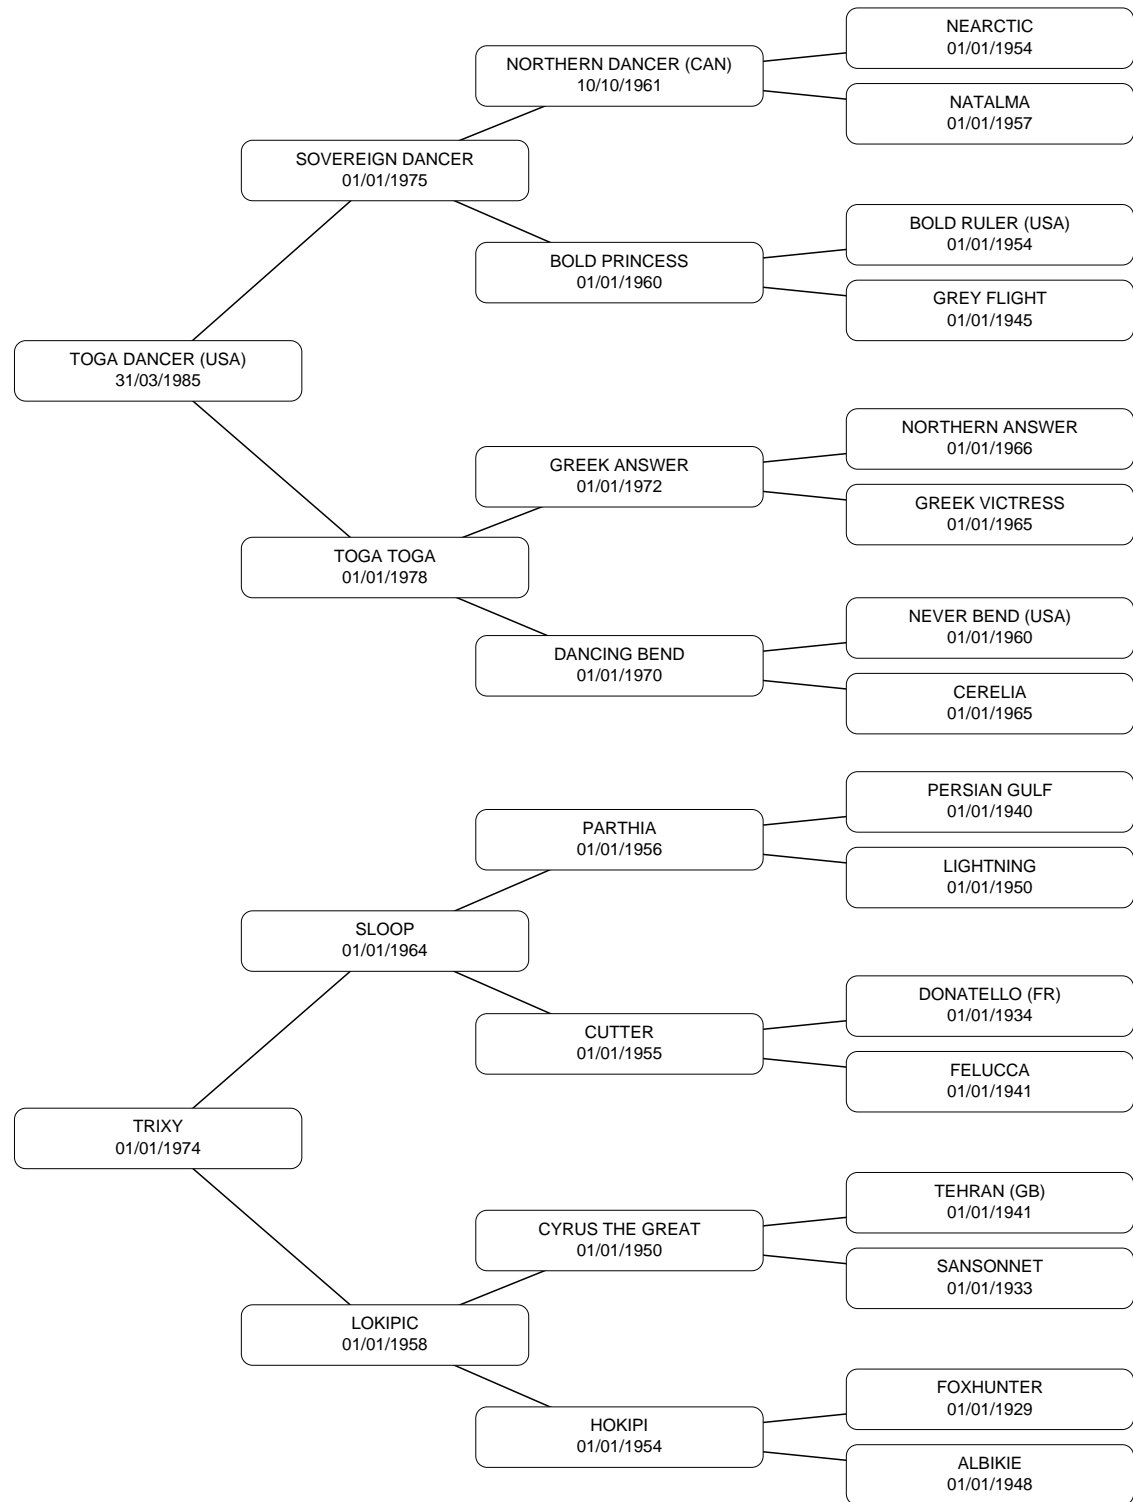 NEARCTIC
01/01/1954
NORTHERN DANCER (CAN)
10/10/1961
NATALMA
01/01/1957
SOVEREIGN DANCER
01/01/1975
BOLD RULER (USA)
01/01/1954
BOLD PRINCESS
01/01/1960
GREY FLIGHT
01/01/1945
TOGA DANCER (USA)
31/03/1985
NORTHERN ANSWER
01/01/1966
GREEK ANSWER
01/01/1972
GREEK VICTRESS
01/01/1965
TOGA TOGA
01/01/1978
NEVER BEND (USA)
01/01/1960
DANCING BEND
01/01/1970
CERELIA
01/01/1965
PERSIAN GULF
01/01/1940
PARTHIA
01/01/1956
LIGHTNING
01/01/1950
SLOOP
01/01/1964
DONATELLO (FR)
01/01/1934
CUTTER
01/01/1955
FELUCCA
01/01/1941
TRIXY
01/01/1974
TEHRAN (GB)
01/01/1941
CYRUS THE GREAT
01/01/1950
SANSONNET
01/01/1933
LOKIPIC
01/01/1958
FOXHUNTER
01/01/1929
HOKIPI
01/01/1954
ALBIKIE
01/01/1948